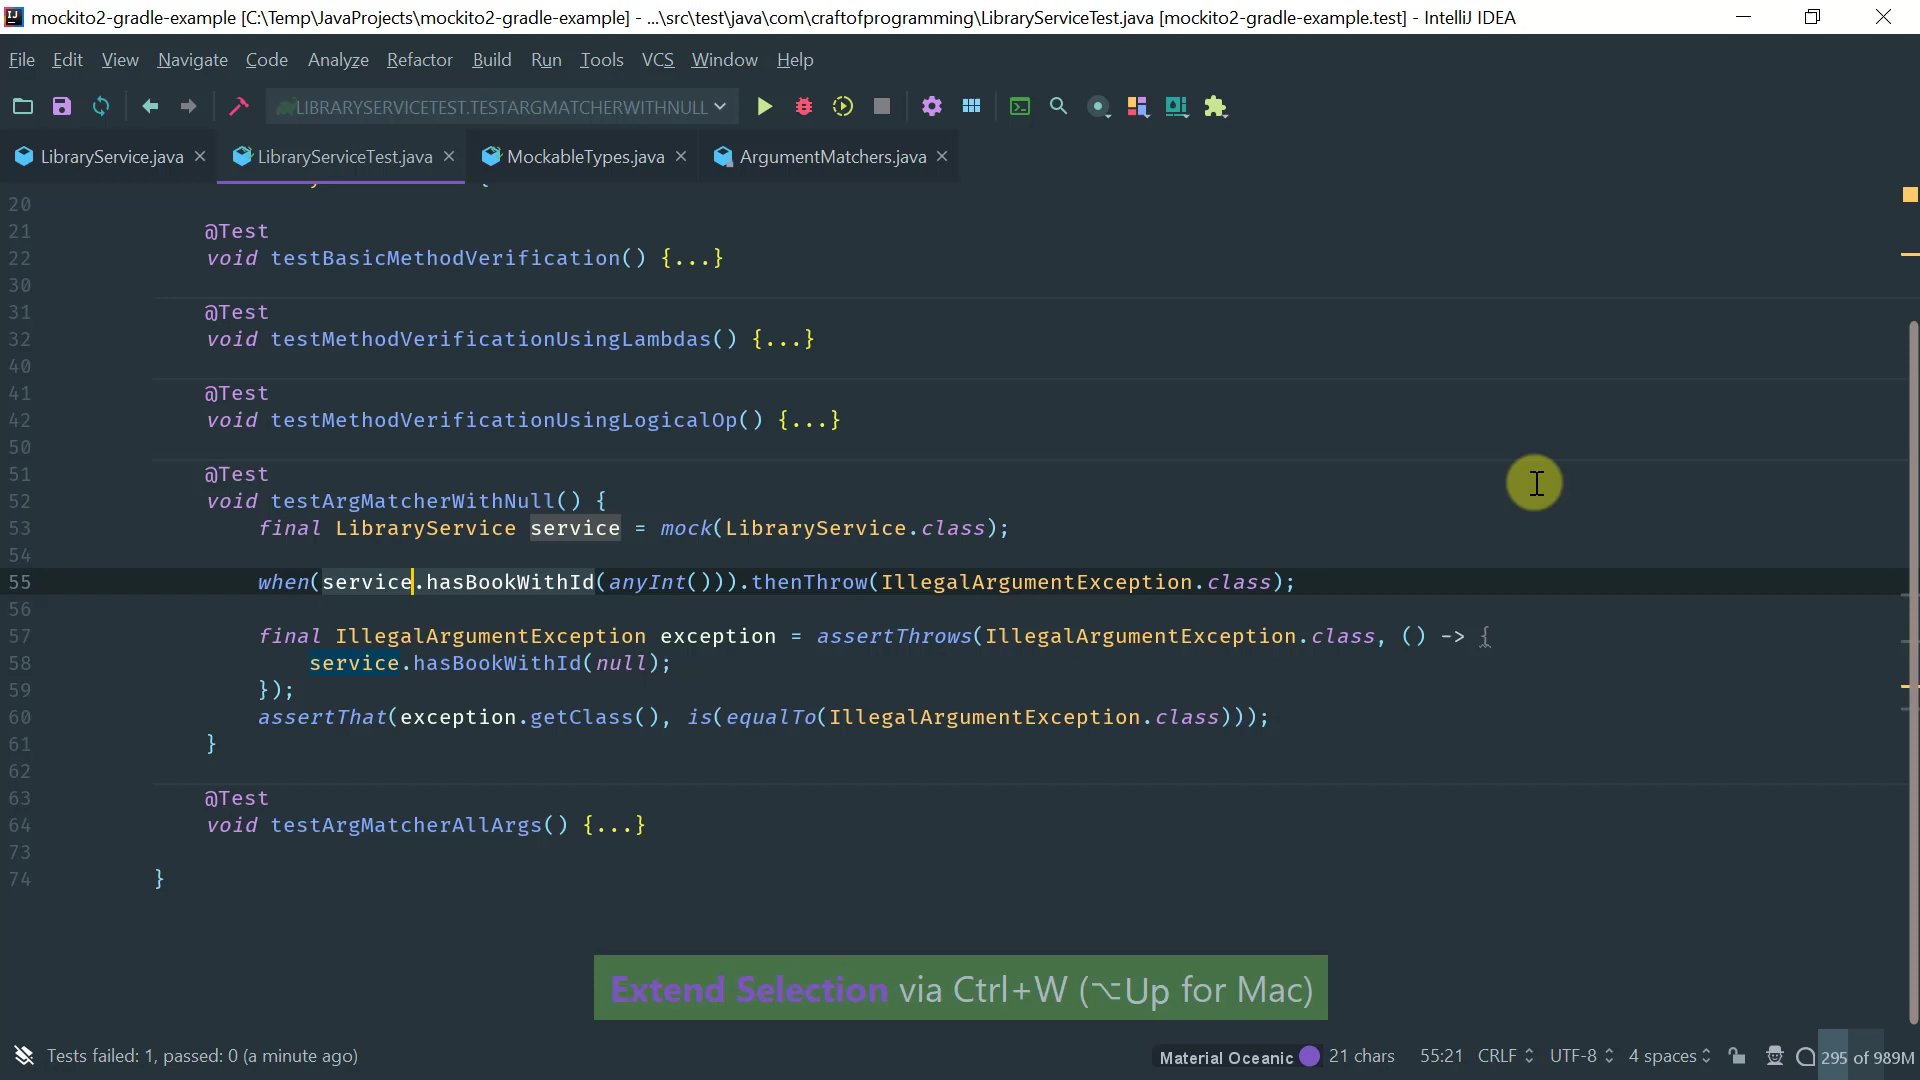 mockito2-gradle-example [C:\Temp\JavaProjects\mockito2-gradle-example] - ...\src\test\java\com\craftofprogramming\LibraryServiceTest.java [mockito2-gradle-example.test] - IntelliJ IDEA
File Edit View Navigate Code Analyze Refactor Build Run Tools VCS Window Help
LIBRARYSERVICETEST.TESTARGMATCHERWITHNULL
LibraryService.java LibraryServiceTest.java MockableTypes.java ArgumentMatchers.java
20
21 @Test
22 void testBasicMethodVerification() {...}
30
31 @Test
32 void testMethodVerificationUsingLambdas() {...}
40
41 @Test
42 void testMethodVerificationUsingLogicalOp() {...}
50
51 @Test
52 void testArgMatcherWithNull() {
53 final LibraryService service = mock(LibraryService.class);
54
55 when(service.hasBookWithId(anyInt())).thenThrow(IllegalArgumentException.class);
56
57 final IllegalArgumentException exception = assertThrows(IllegalArgumentException.class, () -> {
58 service.hasBookWithId(null);
59 });
60 assertThat(exception.getClass(), is(equalTo(IllegalArgumentException.class)));
61 }
62
63 @Test
64 void testArgMatcherAllArgs() {...}
73
74 }
Extend Selection via Ctrl+W (⌥Up for Mac)
Tests failed: 1, passed: 0 (a minute ago) Material Oceanic 21 chars 55:21 CRLF UTF-8 4 spaces 295 of 989M